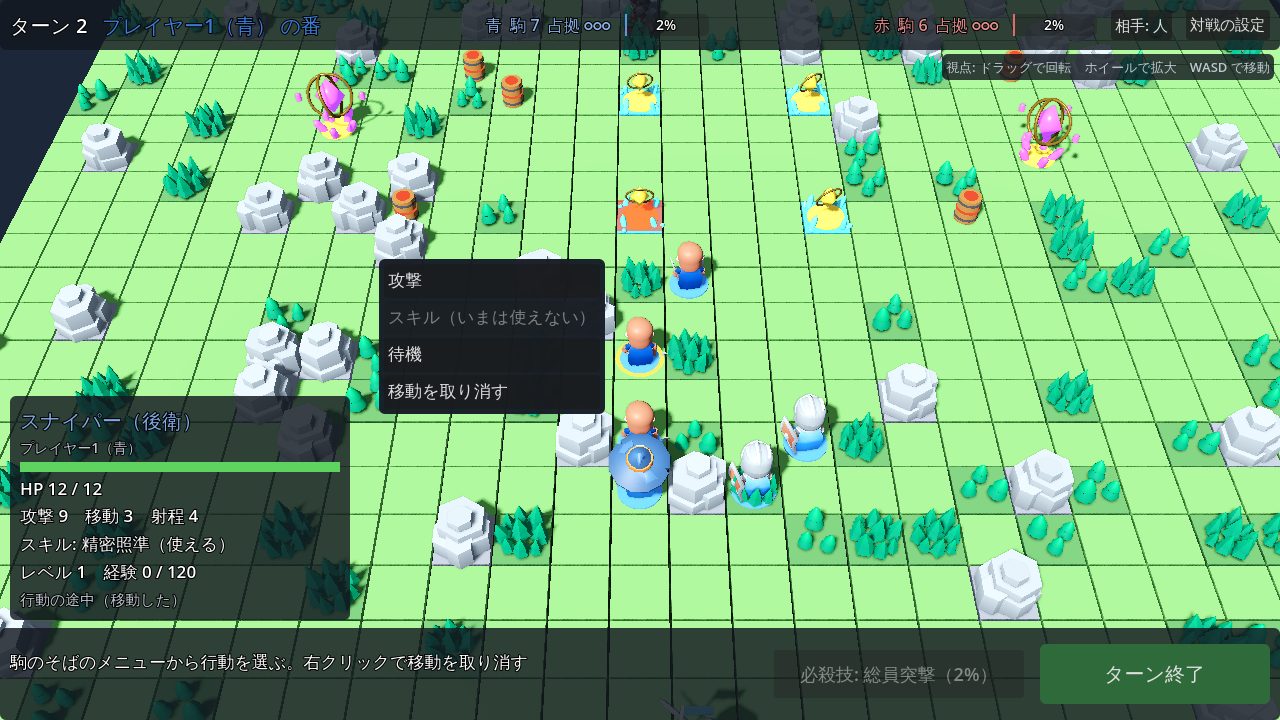 ターン 2 プレイヤー1（青） の番 青 駒 7 占拠 ○○○ 2% 赤 駒 6 占拠 ○○○ 2% 相手: 人 対戦の設定
視点: ドラッグで回転 ホイールで拡大 WASD で移動
攻撃
スキル（いまは使えない）
待機
移動を取り消す
スナイパー（後衛）
プレイヤー1（青）
HP 12 / 12
攻撃 9 移動 3 射程 4
スキル: 精密照準（使える）
レベル 1 経験 0 / 120
行動の途中（移動した）
駒のそばのメニューから行動を選ぶ。右クリックで移動を取り消す
必殺技: 総員突撃（2%）
ターン終了